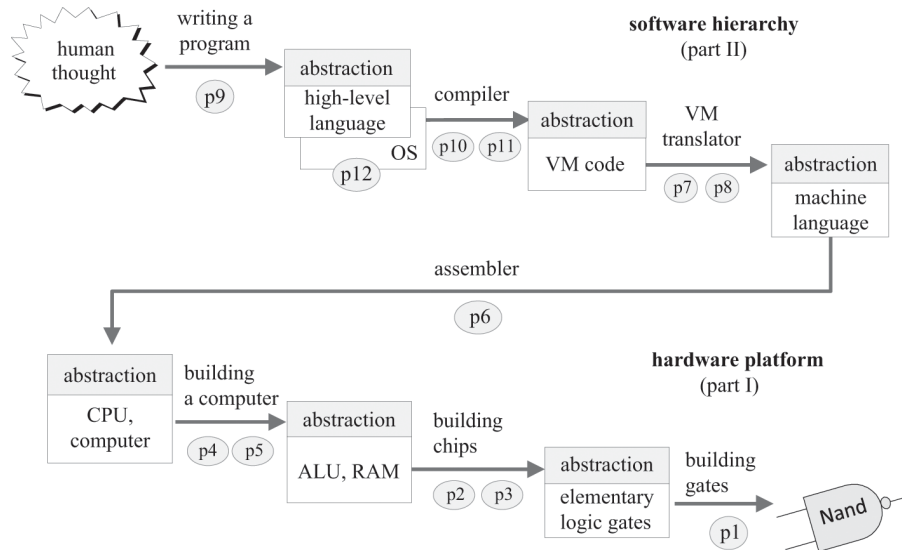 human
thought
writing a
program
p9
abstraction
high-level
language
OS
p12
compiler
p10 p11
abstraction
VM code
software hierarchy
(part II)
VM
translator
p7 p8
abstraction
machine
language
assembler
p6
abstraction
CPU,
computer
building
a computer
p4 p5
abstraction
ALU, RAM
building
chips
p2 p3
hardware platform
(part I)
abstraction
elementary
logic gates
building
gates
p1
Nand